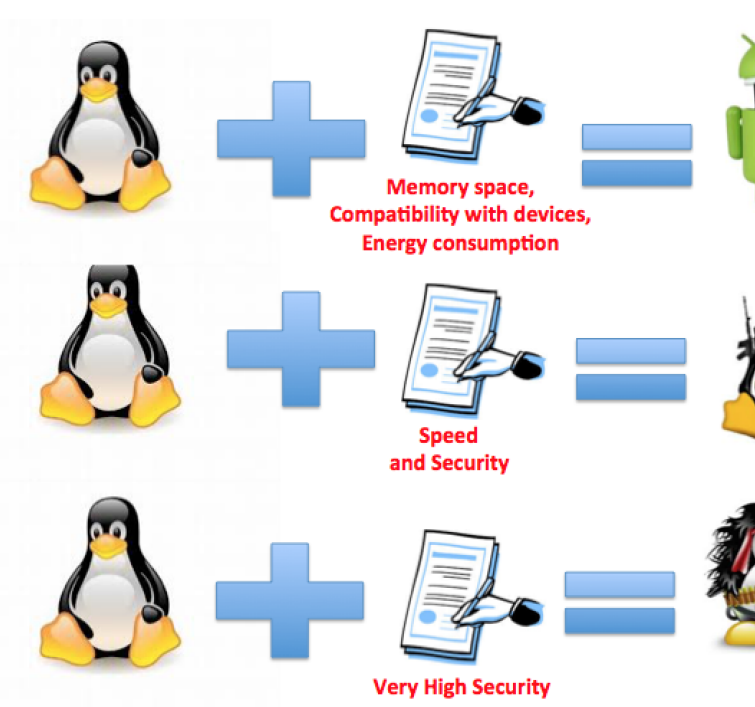 Memory space,
Compatibility with devices,
Energy consumption
Speed
and Security
Very High Security